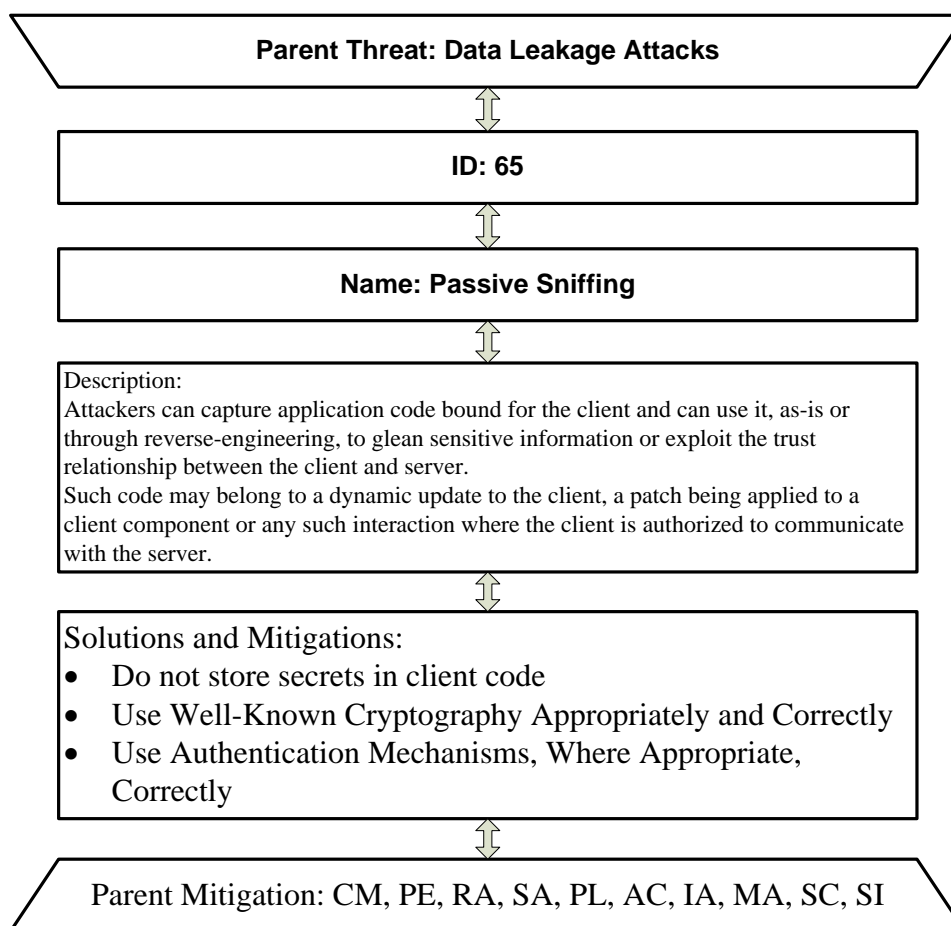 Parent Threat: Data Leakage Attacks
ID: 65
Name: Passive Sniffing
Description:
Attackers can capture application code bound for the client and can use it, as-is or
through reverse-engineering, to glean sensitive information or exploit the trust
relationship between the client and server.
Such code may belong to a dynamic update to the client, a patch being applied to a
client component or any such interaction where the client is authorized to communicate
with the server.
Solutions and Mitigations:
• Do not store secrets in client code
• Use Well-Known Cryptography Appropriately and Correctly
• Use Authentication Mechanisms, Where Appropriate,
Correctly
Parent Mitigation: CM, PE, RA, SA, PL, AC, IA, MA, SC, SI